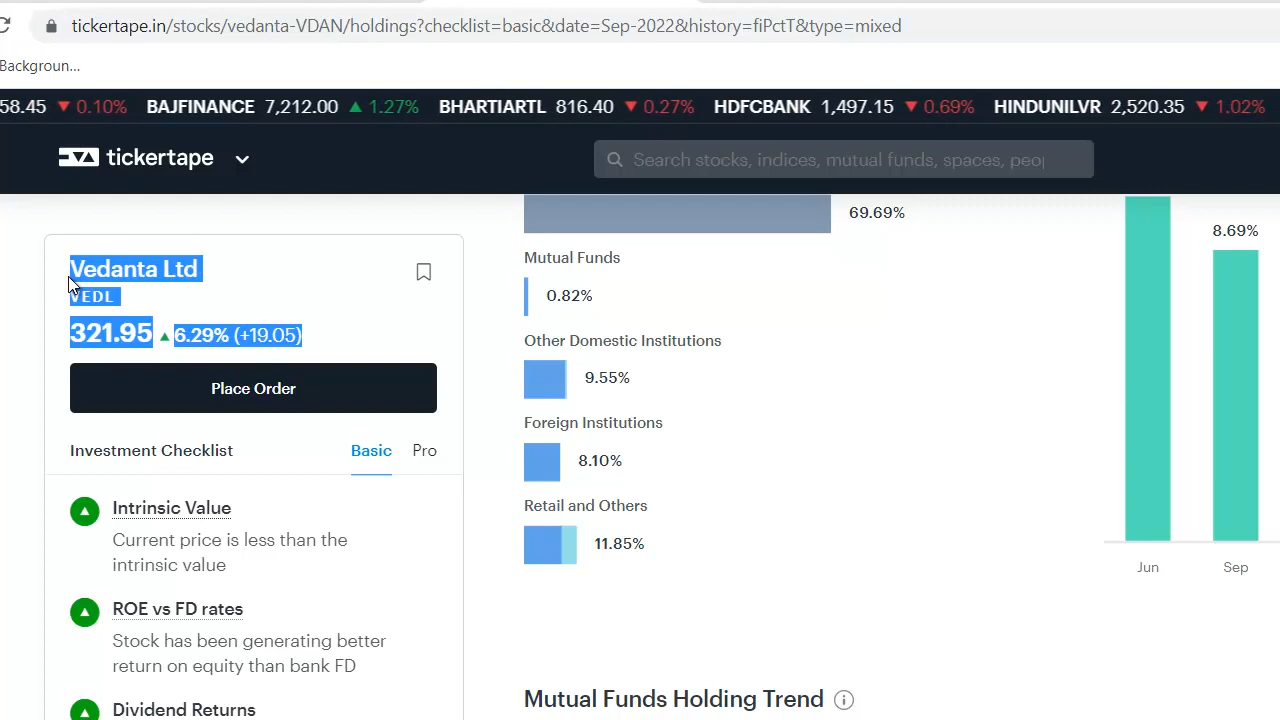 tickertape.in/stocks/vedanta-VDAN/holdings?checklist=basic&date=Sep-2022&history=fiPctT&type=mixed
Backgroun...
58.45 ▼ 0.10% BAJFINANCE 7,212.00 ▲ 1.27% BHARTIARTL 816.40 ▼ 0.27% HDFCBANK 1,497.15 ▼ 0.69% HINDUNILVR 2,520.35 ▼ 1.02%
tickertape
Search stocks, indices, mutual funds, spaces, peop
Vedanta Ltd
VEDL
321.95 ▲ 6.29% (+19.05)
Place Order
Investment Checklist Basic Pro
Intrinsic Value
Current price is less than the
intrinsic value
ROE vs FD rates
Stock has been generating better
return on equity than bank FD
Dividend Returns
69.69%
Mutual Funds
0.82%
Other Domestic Institutions
9.55%
Foreign Institutions
8.10%
Retail and Others
11.85%
Mutual Funds Holding Trend
8.69%
Jun Sep